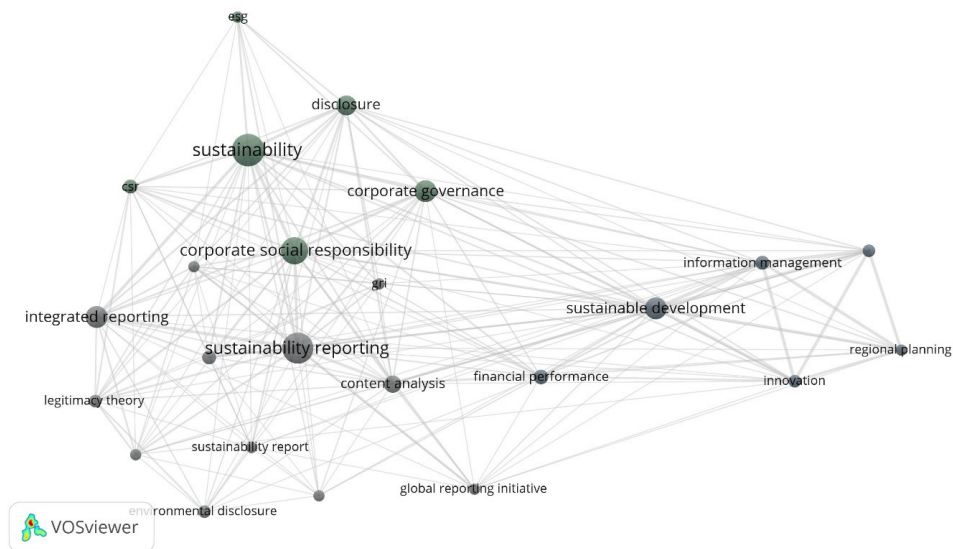 esg
disclosure
sustainability
csr
corporate governance
corporate social responsibility
information management
gri
sustainable development
integrated reporting
sustainability reporting
regional planning
financial performance
innovation
content analysis
legitimacy theory
sustainability report
global reporting initiative
environmental disclosure
VOSviewer